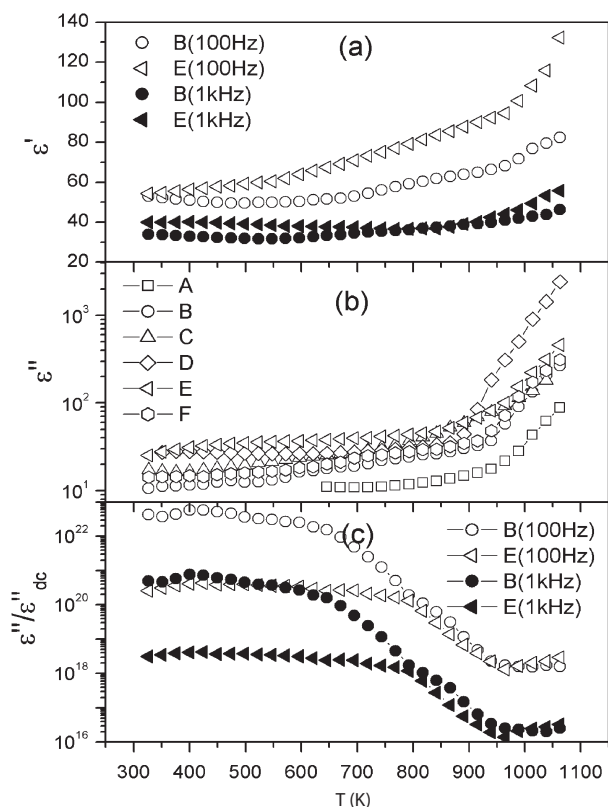 140
120
100
80
60
40
20
ε'
(a)
B(100Hz)
E(100Hz)
B(1kHz)
E(1kHz)
10³
10²
10¹
ε''
(b)
A
B
C
D
E
F
10²²
10²⁰
10¹⁸
10¹⁶
ε''/ε''dc
(c)
B(100Hz)
E(100Hz)
B(1kHz)
E(1kHz)
300 400 500 600 700 800 900 1000 1100
T (K)